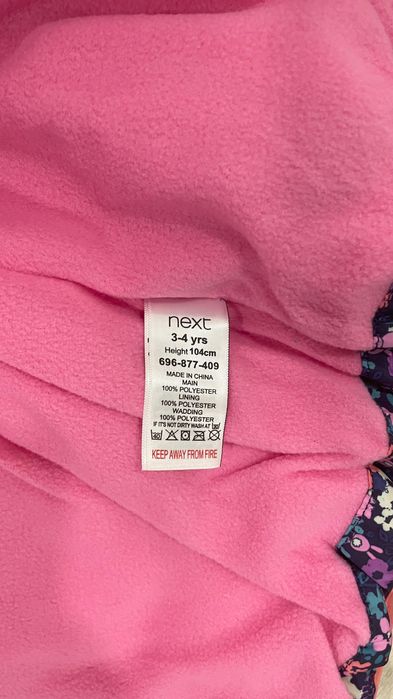 next
3-4 yrs
Height 104cm
696-877-409
MADE IN CHINA
MAIN
100% POLYESTER
LINING
100% POLYESTER
WADDING
100% POLYESTER
IF IT'S NOT DIRTY WASH AT
KEEP AWAY FROM FIRE